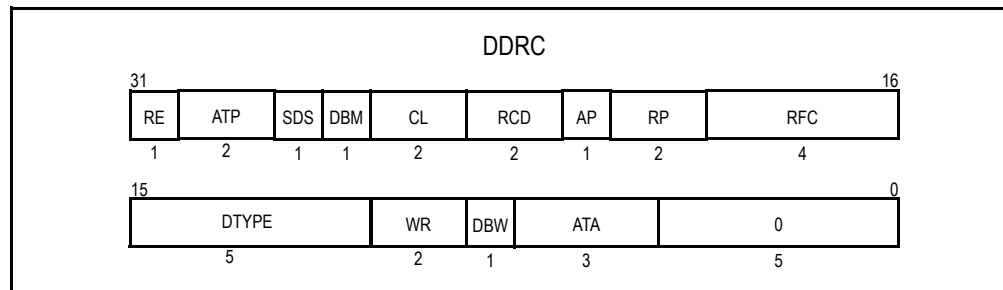 DDRC
31 16
RE ATP SDS DBM CL RCD AP RP RFC
1 2 1 1 2 2 1 2 4
15 0
DTYPE WR DBW ATA 0
5 2 1 3 5